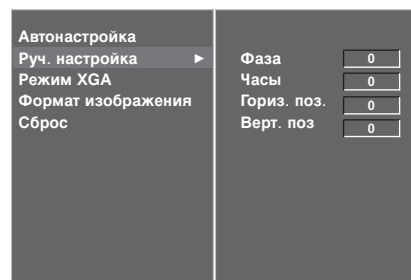 Автонастройка
Руч. настройка ►
Режим XGA
Формат изображения
Сброс
Фаза 0
Часы 0
Гориз. поз. 0
Верт. поз 0